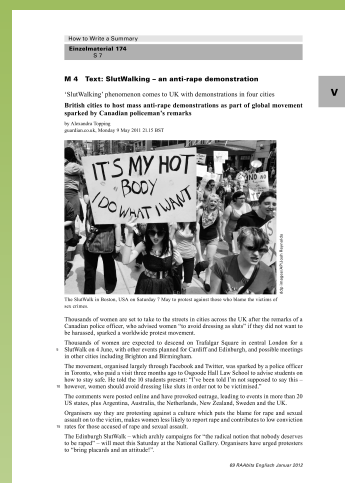 How to Write a Summary
Einzelmaterial 174
S 7
V
M 4 Text: SlutWalking – an anti-rape demonstration
‘SlutWalking’ phenomenon comes to UK with demonstrations in four cities
British cities to host mass anti-rape demonstrations as part of global movement
sparked by Canadian policeman's remarks
by Alexandra Topping
guardian.co.uk, Monday 9 May 2011 21.15 BST
IT'S MY HOT
BODY
I DO WHAT I WANT
NO
The SlutWalk in Boston, USA on Saturday 7 May to protest against those who blame the victims of
sex crimes.
Thousands of women are set to take to the streets in cities across the UK after the remarks of a
Canadian police officer, who advised women “to avoid dressing as sluts” if they did not want to
be harassed, sparked a worldwide protest movement.
Thousands of women are expected to descend on Trafalgar Square in central London for a
5 SlutWalk on 4 June, with other events planned for Cardiff and Edinburgh, and possible meetings
in other cities including Brighton and Birmingham.
The movement, organised largely through Facebook and Twitter, was sparked by a police officer
in Toronto, who paid a visit three months ago to Osgoode Hall Law School to advise students on
how to stay safe. He told the 10 students present: “I've been told I'm not supposed to say this –
10 however, women should avoid dressing like sluts in order not to be victimised.”
The comments were posted online and have provoked outrage, leading to events in more than 20
US states, plus Argentina, Australia, the Netherlands, New Zealand, Sweden and the UK.
Organisers say they are protesting against a culture which puts the blame for rape and sexual
assault on to the victim, makes women less likely to report rape and contributes to low conviction
15 rates for those accused of rape and sexual assault.
The Edinburgh SlutWalk – which archly campaigns for “the radical notion that nobody deserves
to be raped” – will meet this Saturday at the National Gallery. Organisers have urged protesters
to “bring placards and an attitude!”.
89 RAAbits Englisch Januar 2012